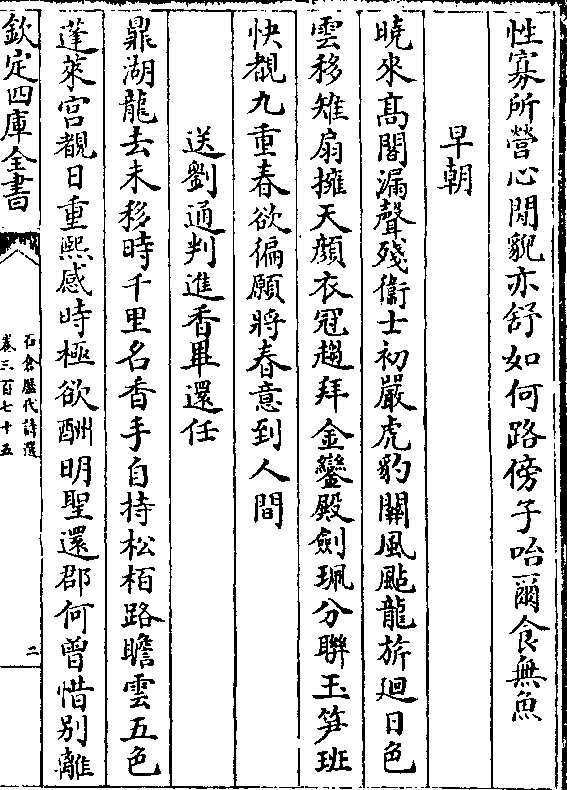 性寡所營心閒貌亦舒如何路傍子咍爾食無魚
早朝
曉來髙閣漏聲殘衞士初嚴虎豹闗風颭龍旂廻日色
雲移雉扇擁天顔衣冠趨拜金鑾殿劍珮分聨玉笋班
快覩九重春欲徧願將春意到人間
送劉通判進香畢還任
鼎湖龍去未移時千里名香手自持松栢路瞻雲五色
蓬萊宫覩日重熈感時極欲酬明聖還郡何曽惜别離
欽定四庫全書
石倉歷代詩選
卷三百七十五
二